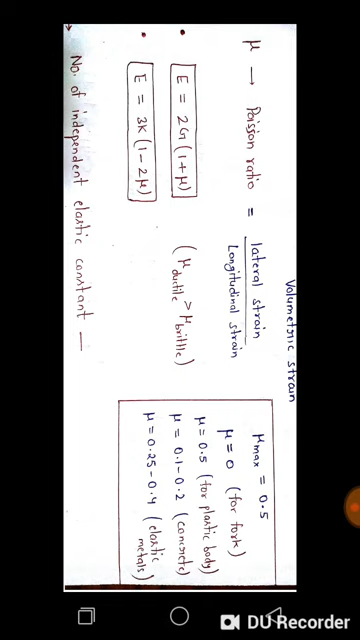 Volumetric strain
μ → Poisson ratio = lateral strain / Longitudinal strain
• E = 2G(1+μ)
(μ ductile > μ brittle)
• E = 3K(1-2μ)
μmax = 0.5
μ = 0 (for fork)
μ = 0.5 (for plastic body)
μ = 0.1-0.2 (concrete)
μ = 0.25-0.4 (elastic metals)
→ No. of independent elastic constant —
DU Recorder